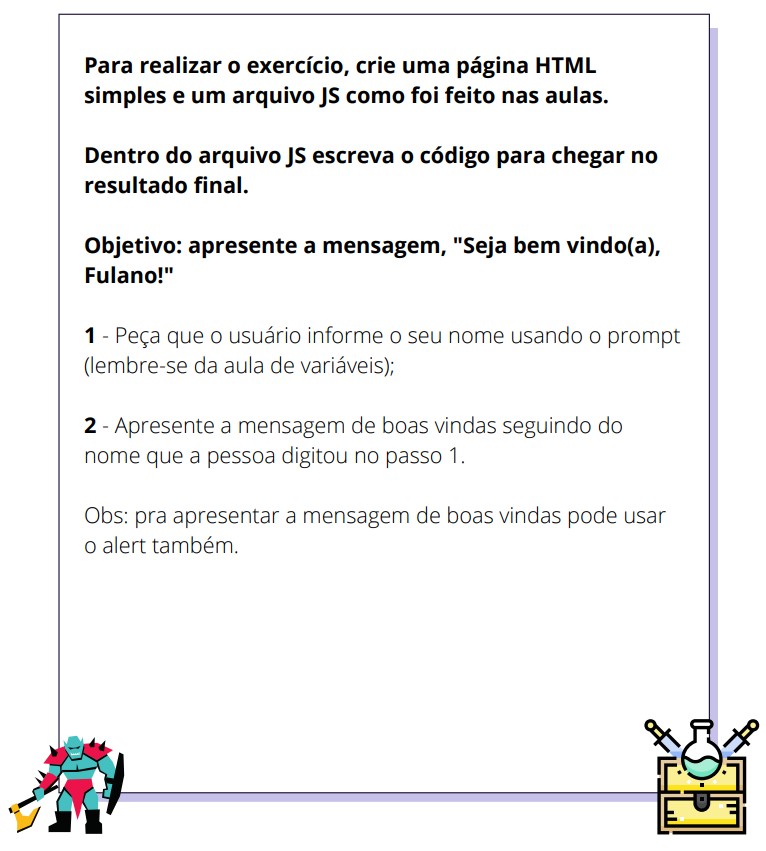 Para realizar o exercício, crie uma página HTML
simples e um arquivo JS como foi feito nas aulas.
Dentro do arquivo JS escreva o código para chegar no
resultado final.
Objetivo: apresente a mensagem, "Seja bem vindo(a),
Fulano!"
1 - Peça que o usuário informe o seu nome usando o prompt
(lembre-se da aula de variáveis);
2 - Apresente a mensagem de boas vindas seguindo do
nome que a pessoa digitou no passo 1.
Obs: pra apresentar a mensagem de boas vindas pode usar
o alert também.